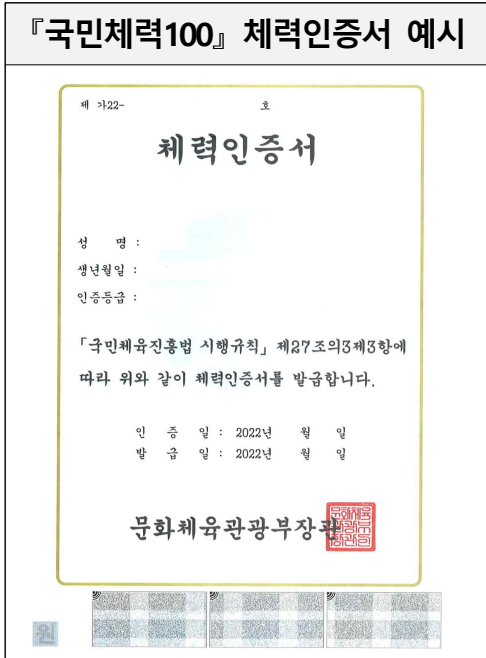 『국민체력100』 체력인증서 예시
제 가22- 호
체력인증서
성 명 :
생년월일 :
인증등급 :
「국민체육진흥법 시행규칙」 제27조의3제3항에
따라 위와 같이 체력인증서를 발급합니다.
인 증 일 : 2022년 월 일
발 급 일 : 2022년 월 일
문화체육관광부장관
원